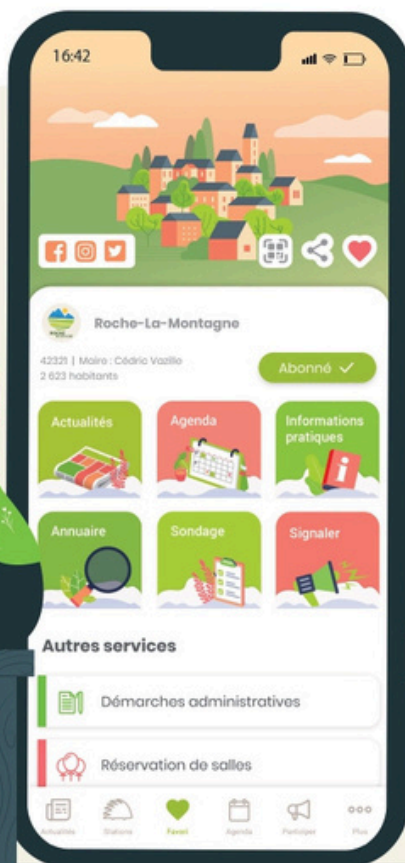 16:42
Roche-La-Montagne
42321 | Maire : Cédric Vazille
2 623 habitants
Abonné
Actualités
Agenda
Informations
pratiques
Annuaire
Sondage
Signaler
Autres services
Démarches administratives
Réservation de salles
Actualités
Stations
Favori
Agenda
Participer
Plus